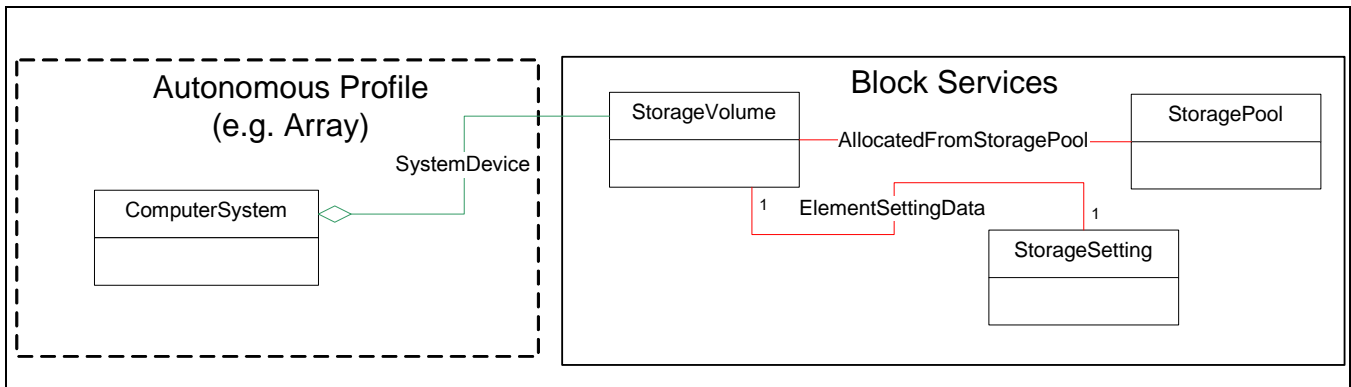 Autonomous Profile
(e.g. Array)
SystemDevice
ComputerSystem
Block Services
StorageVolume
StoragePool
AllocatedFromStoragePool
1
ElementSettingData
1
StorageSetting